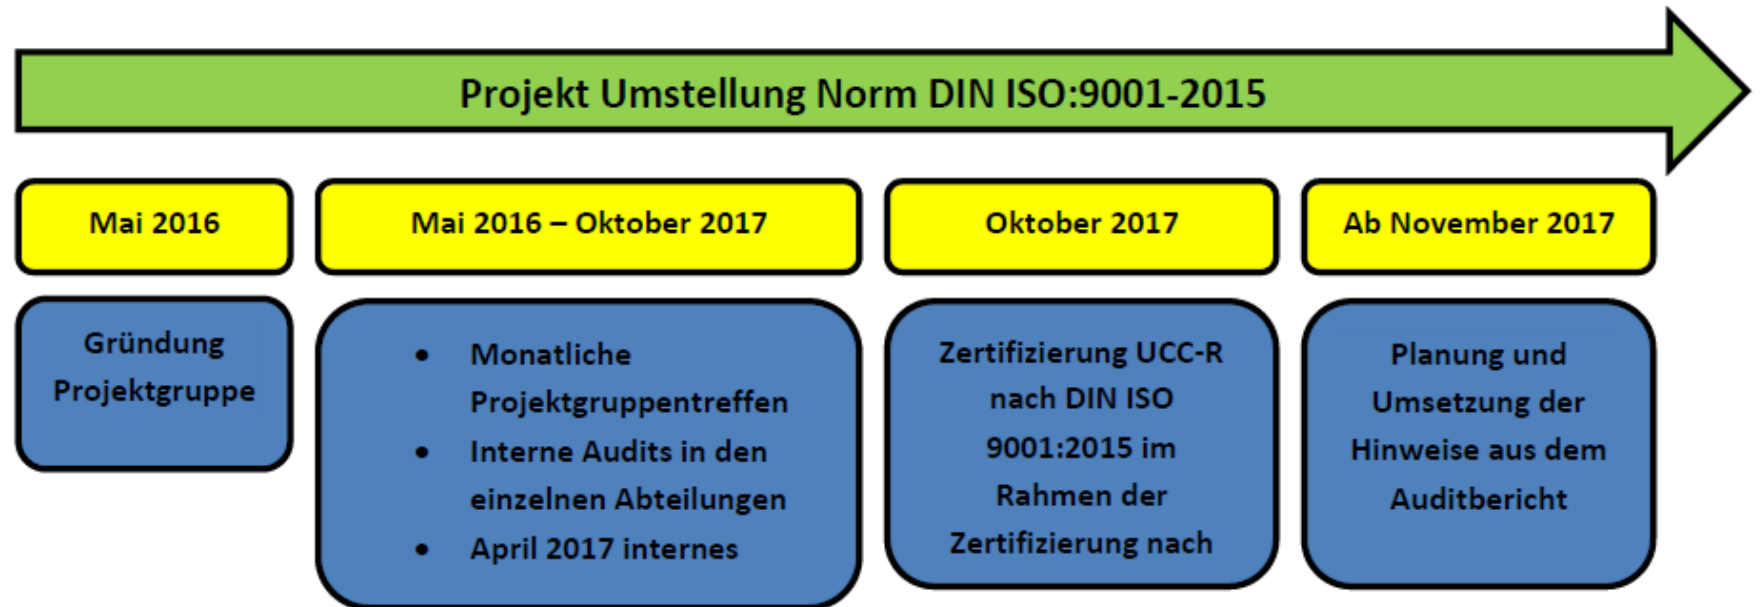 Projekt Umstellung Norm DIN ISO:9001-2015
Mai 2016
Mai 2016 – Oktober 2017
Oktober 2017
Ab November 2017
Gründung
Projektgruppe
• Monatliche
Projektgruppentreffen
• Interne Audits in den
einzelnen Abteilungen
• April 2017 internes
Zertifizierung UCC-R
nach DIN ISO
9001:2015 im
Rahmen der
Zertifizierung nach
Planung und
Umsetzung der
Hinweise aus dem
Auditbericht